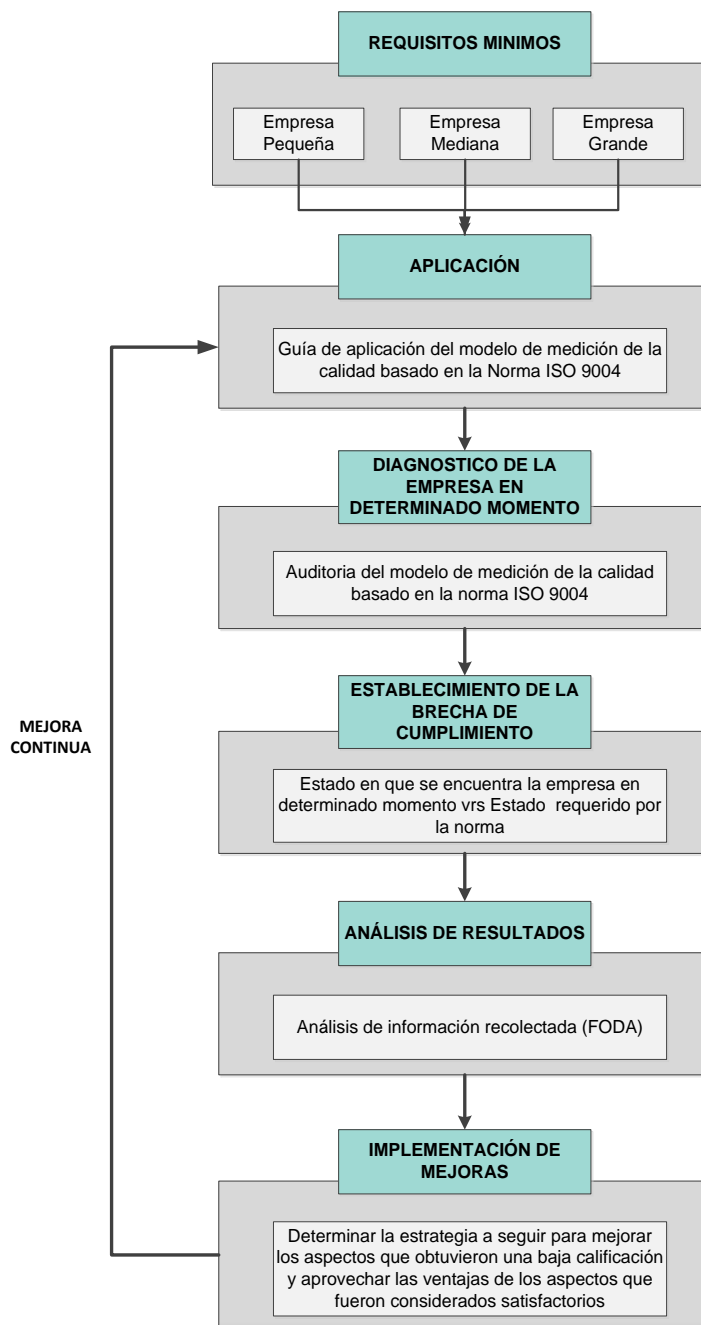 REQUISITOS MINIMOS
Empresa
Pequeña
Empresa
Mediana
Empresa
Grande
APLICACIÓN
Guía de aplicación del modelo de medición de la
calidad basado en la Norma ISO 9004
DIAGNOSTICO DE LA
EMPRESA EN
DETERMINADO MOMENTO
Auditoria del modelo de medición de la calidad
basado en la norma ISO 9004
ESTABLECIMIENTO DE LA
BRECHA DE
CUMPLIMIENTO
MEJORA
CONTINUA
Estado en que se encuentra la empresa en
determinado momento vrs Estado  requerido por
la norma
ANÁLISIS DE RESULTADOS
Análisis de información recolectada (FODA)
IMPLEMENTACIÓN DE
MEJORAS
Determinar la estrategia a seguir para mejorar
los aspectos que obtuvieron una baja calificación
y aprovechar las ventajas de los aspectos que
fueron considerados satisfactorios